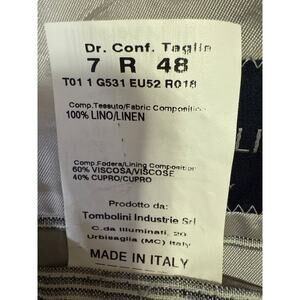 Dr. Conf. Taglia
7 R 48
T01 1 G531 EU52 R018
Comp.Tessuto/Fabric Composition
100% LINO/LINEN
Comp.Fodera/Lining Composition
60% VISCOSA/VISCOSE
40% CUPRO/CUPRO
Prodotto da:
Tombolini Industrie Srl
C.da Illuminati, 20
Urbisaglia (MC) Italy
MADE IN ITALY